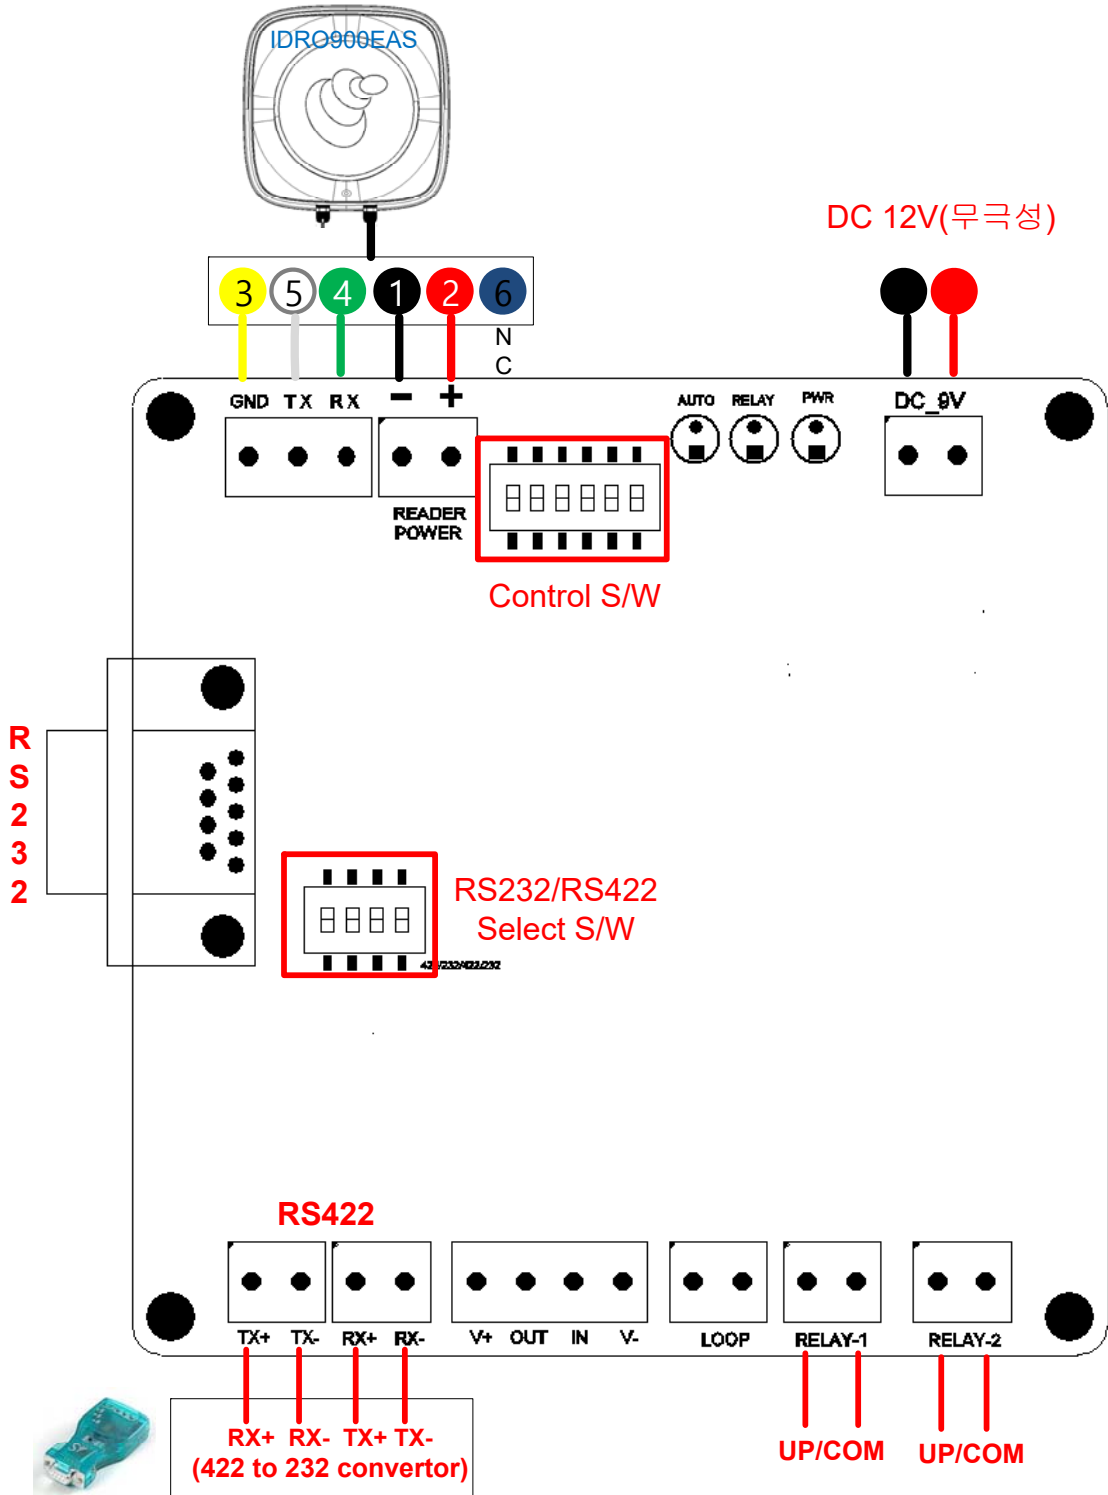 IDRO900EAS
DC 12V(무극성)
3 5 4 1 2 6
N
C
GND TX RX − +
AUTO RELAY PWR
DC_9V
READER
POWER
Control S/W
R
S
2
3
2
RS232/RS422
Select S/W
RS422
TX+ TX- RX+ RX- V+ OUT IN V- LOOP RELAY-1 RELAY-2
RX+ RX- TX+ TX-
(422 to 232 convertor)
UP/COM
UP/COM